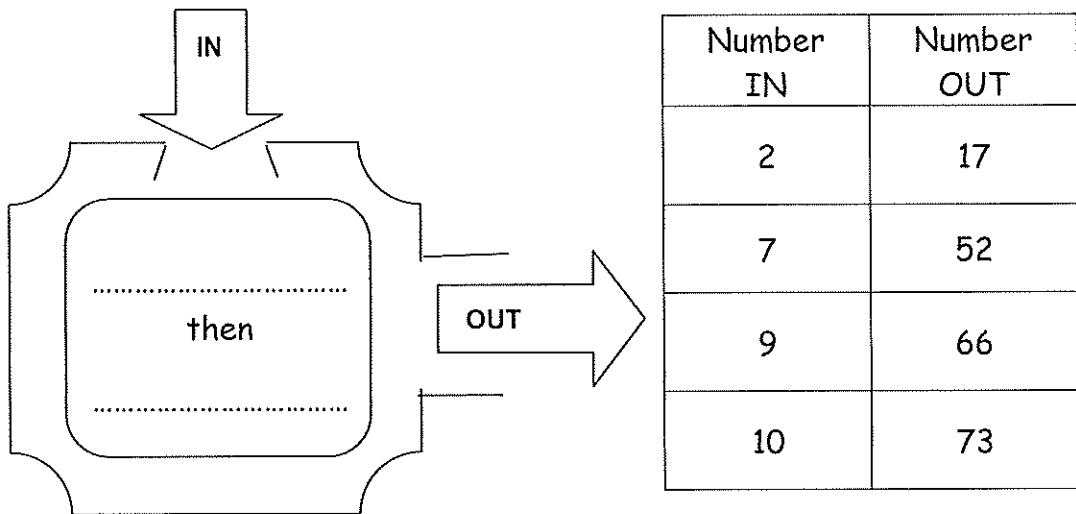 IN
..............................
then
..............................
OUT
Number IN
Number OUT
2 17
7 52
9 66
10 73